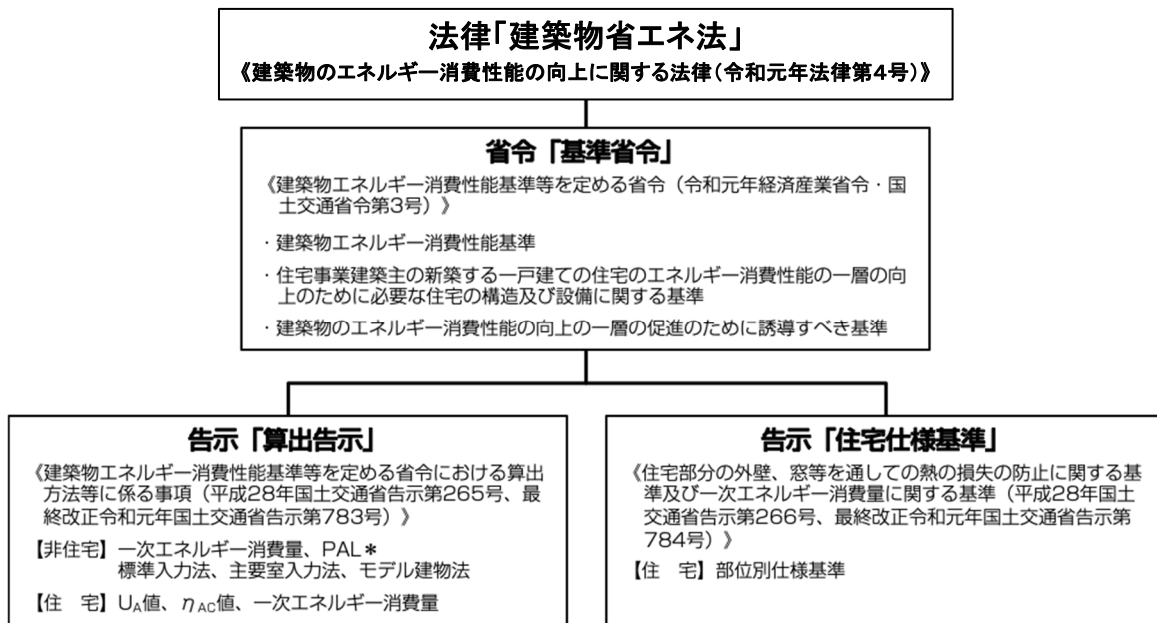 法律「建築物省エネ法」
《建築物のエネルギー消費性能の向上に関する法律(令和元年法律第4号)》
省令「基準省令」
《建築物エネルギー消費性能基準等を定める省令（令和元年経済産業省令・国
土交通省令第3号）》
・建築物エネルギー消費性能基準
・住宅事業建築主の新築する一戸建ての住宅のエネルギー消費性能の一層の向
上のために必要な住宅の構造及び設備に関する基準
・建築物のエネルギー消費性能の向上の一層の促進のために誘導すべき基準
告示「算出告示」
《建築物エネルギー消費性能基準等を定める省令における算出
方法等に係る事項（平成28年国土交通省告示第265号、最
終改正令和元年国土交通省告示第783号）》
【非住宅】一次エネルギー消費量、PAL＊
標準入力法、主要室入力法、モデル建物法
【住　宅】UA値、ηAC値、一次エネルギー消費量
告示「住宅仕様基準」
《住宅部分の外壁、窓等を通しての熱の損失の防止に関する基
準及び一次エネルギー消費量に関する基準（平成28年国土
交通省告示第266号、最終改正令和元年国土交通省告示第
784号）》
【住　宅】部位別仕様基準